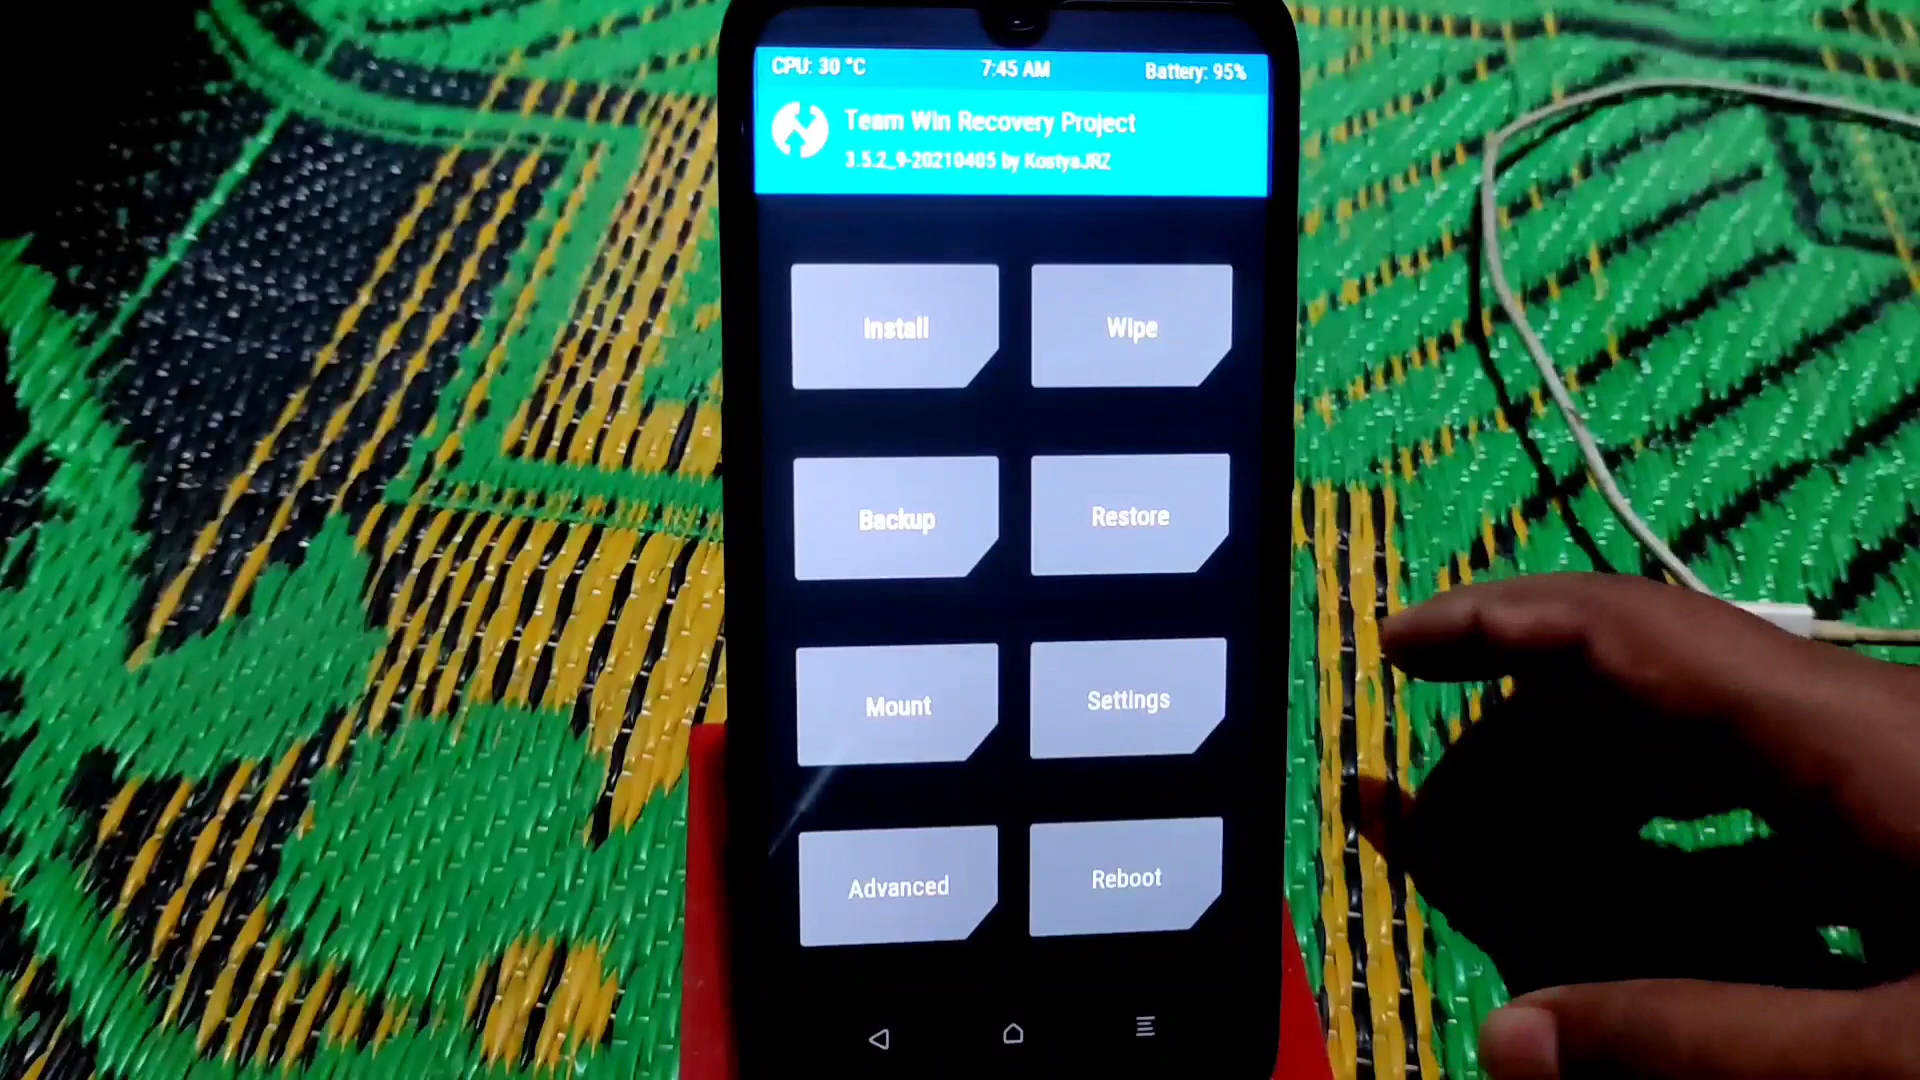 CPU: 30 °C 7:45 AM Battery: 95%
Team Win Recovery Project
3.5.2_9-20210405 by KostyaJRZ
Install Wipe
Backup Restore
Mount Settings
Advanced Reboot